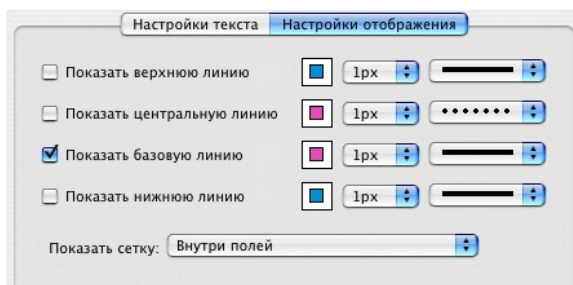 Настройки текста Настройки отображения
Показать верхнюю линию 1px
Показать центральную линию 1px
Показать базовую линию 1px
Показать нижнюю линию 1px
Показать сетку: Внутри полей